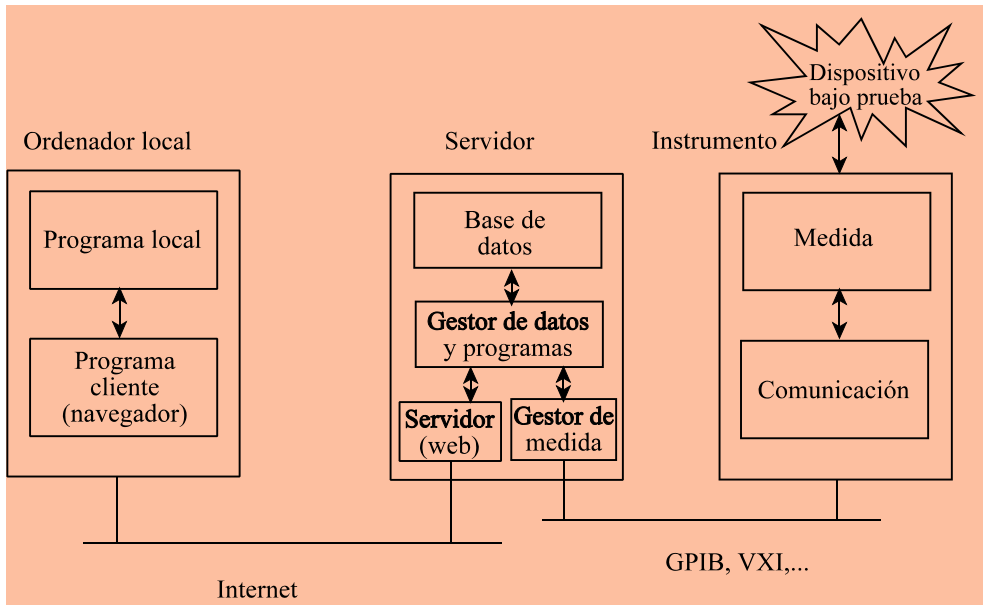 Dispositivo
bajo prueba
Ordenador local
Servidor
Instrumento
Programa local
Programa
cliente
(navegador)
Base de
datos
Gestor de datos
y programas
Servidor
(web)
Gestor de
medida
Medida
Comunicación
Internet
GPIB, VXI,...